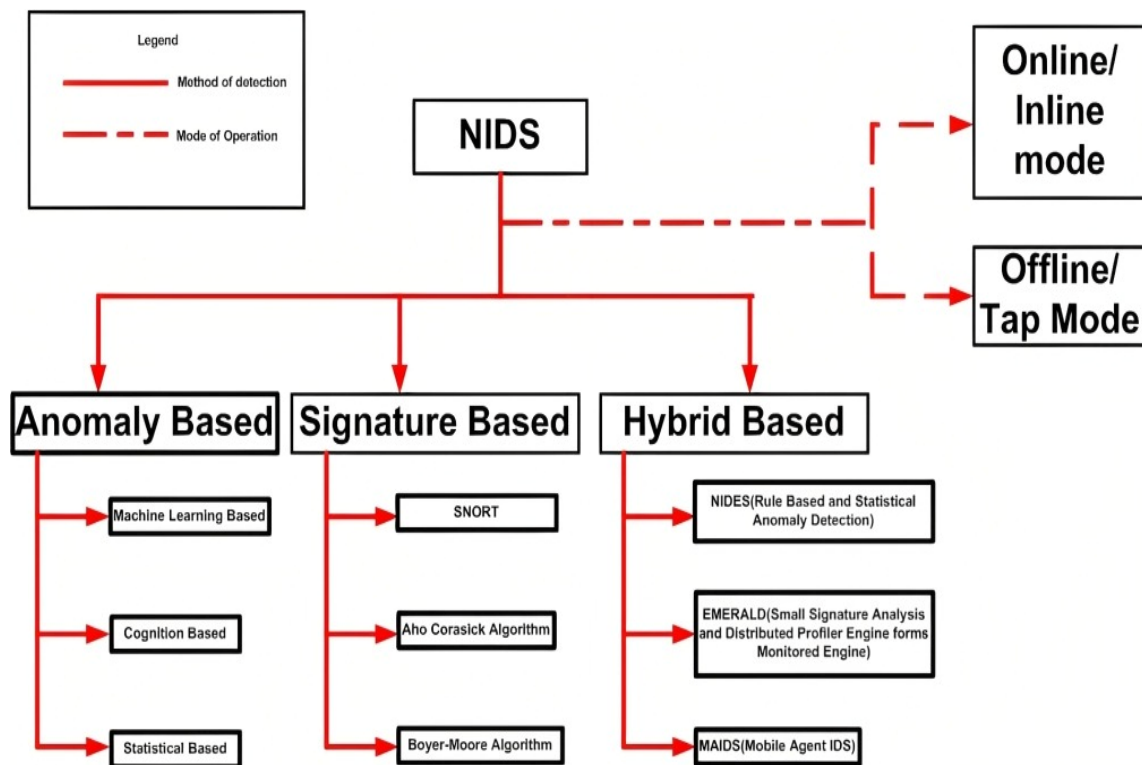 Legend
Method of detection
Mode of Operation
NIDS
Online/
Inline
mode
Offline/
Tap Mode
Anomaly Based
Signature Based
Hybrid Based
Machine Learning Based
Cognition Based
Statistical Based
SNORT
Aho Corasick Algorithm
Boyer-Moore Algorithm
NIDES(Rule Based and Statistical
Anomaly Detection)
EMERALD(Small Signature Analysis
and Distributed Profiler Engine forms
Monitored Engine)
MAIDS(Mobile Agent IDS)